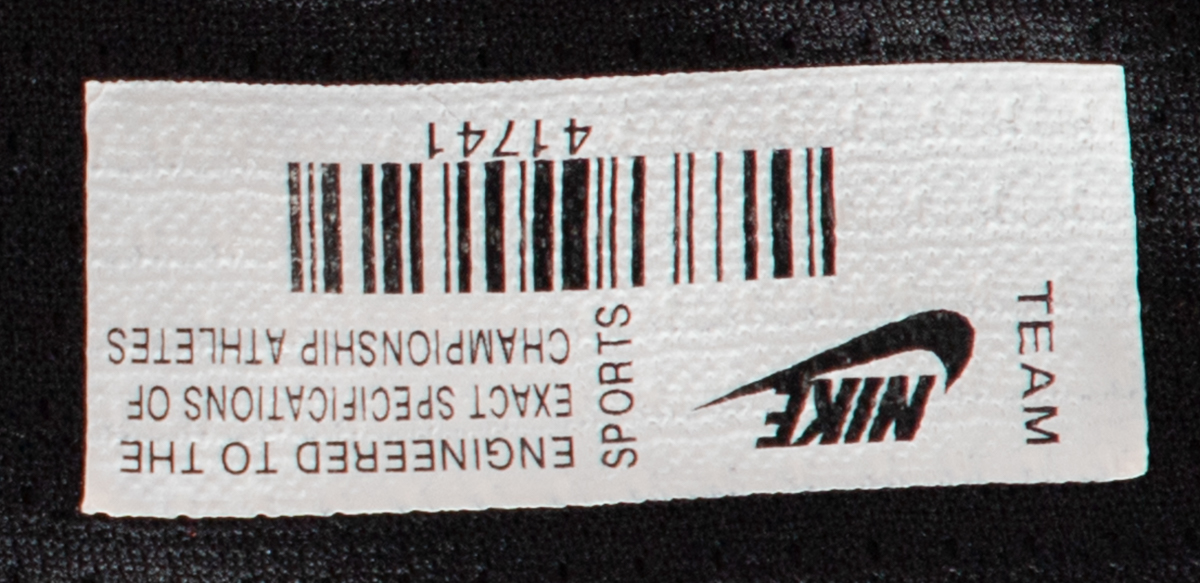 TEAM
NIKE
SPORTS
ENGINEERED TO THE
EXACT SPECIFICATIONS OF
CHAMPIONSHIP ATHLETES
41741